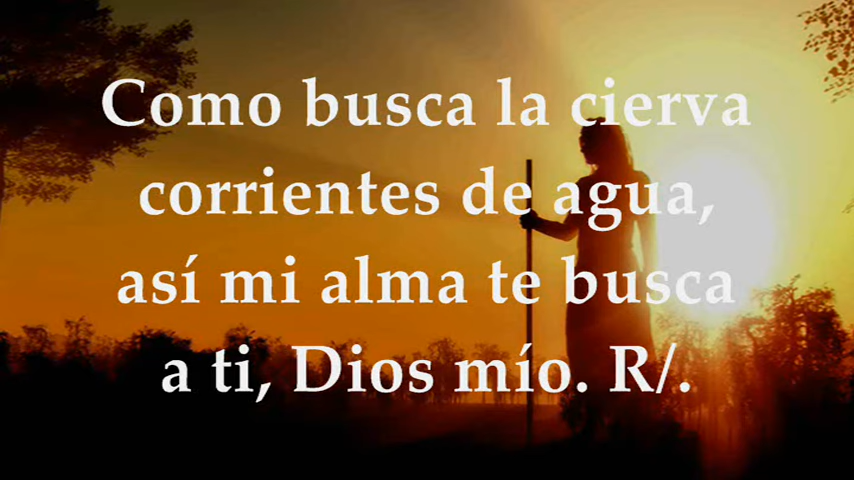 Como busca la cierva
corrientes de agua,
así mi alma te busca
a ti, Dios mío. R/.